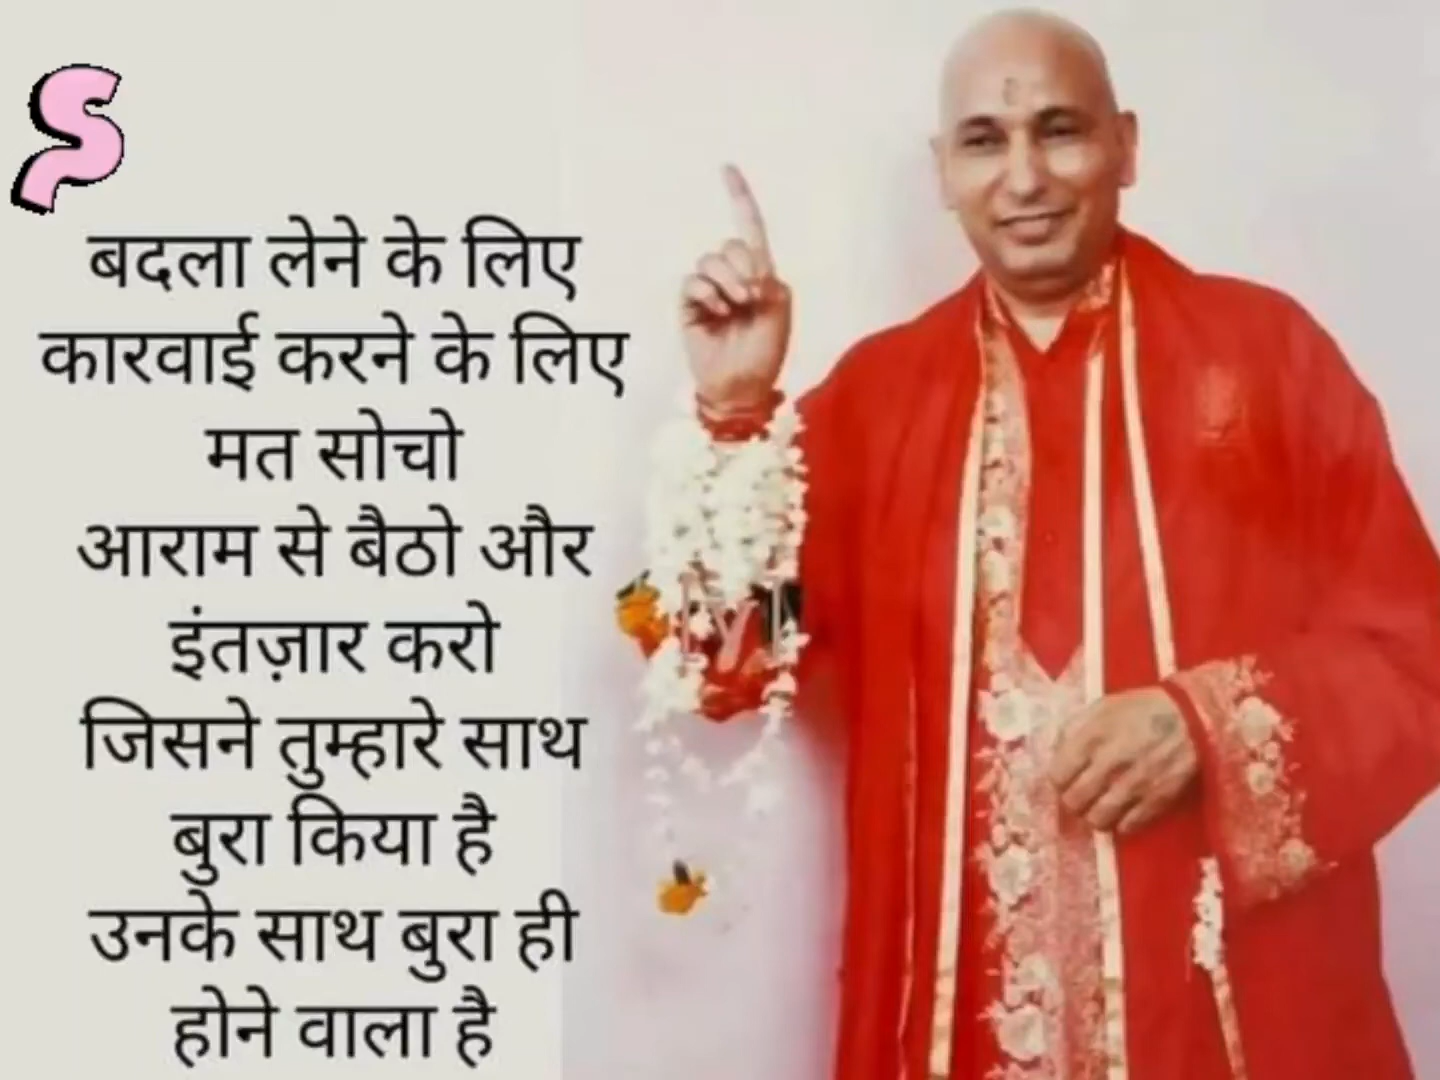 S
बदला लेने के लिए
कारवाई करने के लिए
मत सोचो
आराम से बैठो और
इंतज़ार करो
जिसने तुम्हारे साथ
बुरा किया है
उनके साथ बुरा ही
होने वाला है